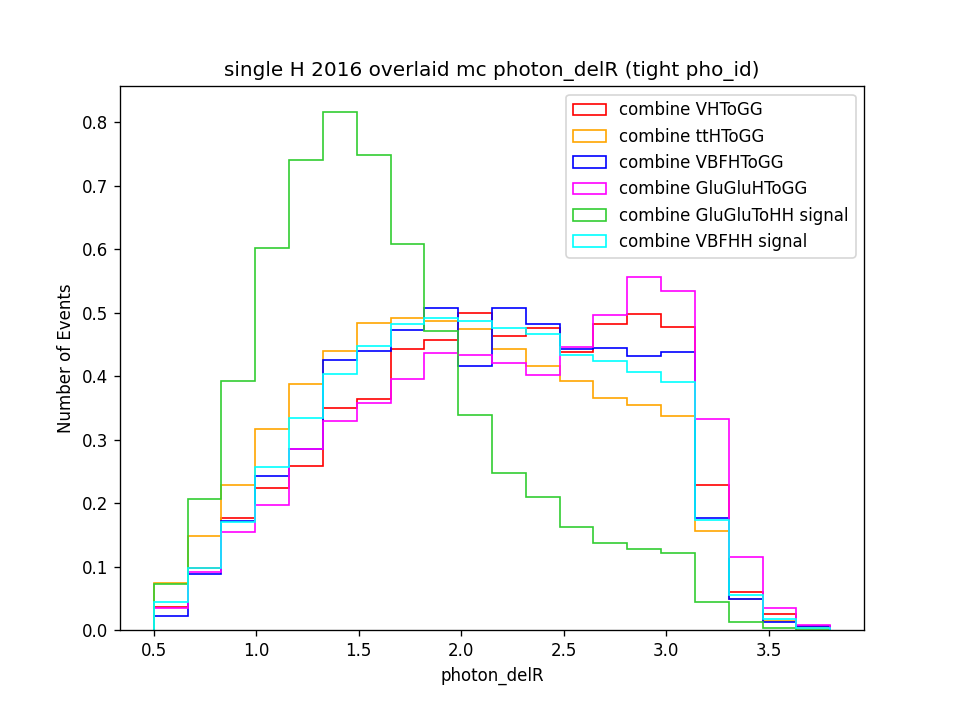 single H 2016 overlaid mc photon_delR (tight pho_id)
combine VHToGG
combine ttHToGG
combine VBFHToGG
combine GluGluHToGG
combine GluGluToHH signal
combine VBFHH signal
Number of Events
0.8
0.7
0.6
0.5
0.4
0.3
0.2
0.1
0.0
0.5 1.0 1.5 2.0 2.5 3.0 3.5
photon_delR